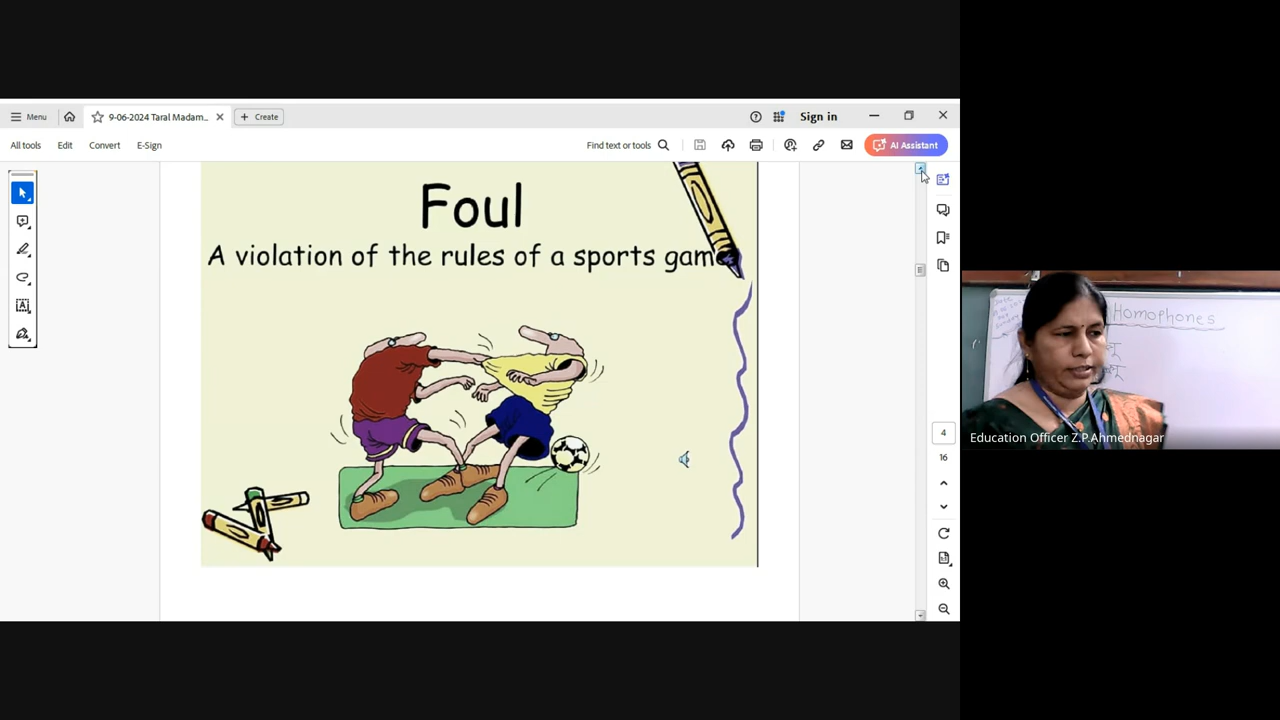 Menu
9-06-2024 Taral Madam...
Create
Sign in
All tools
Edit
Convert
E-Sign
Find text or tools
AI Assistant
Foul
A violation of the rules of a sports game
4
16
Homophones
Education Officer Z.P.Ahmednagar